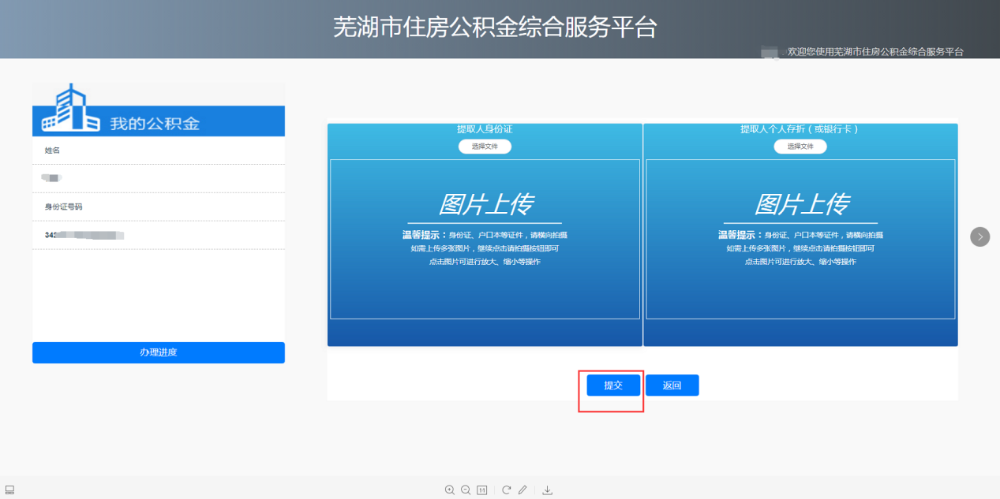 芜湖市住房公积金综合服务平台
欢迎您使用芜湖市住房公积金综合服务平台
我的公积金
姓名
身份证号码
342
办理进度
提取人身份证
选择文件
图片上传
温馨提示：身份证、户口本等证件，请横向拍摄
如需上传多张图片，继续点击请拍摄按钮即可
点击图片可进行放大、缩小等操作
提取人个人存折（或银行卡）
选择文件
图片上传
温馨提示：身份证、户口本等证件，请横向拍摄
如需上传多张图片，继续点击请拍摄按钮即可
点击图片可进行放大、缩小等操作
提交
返回